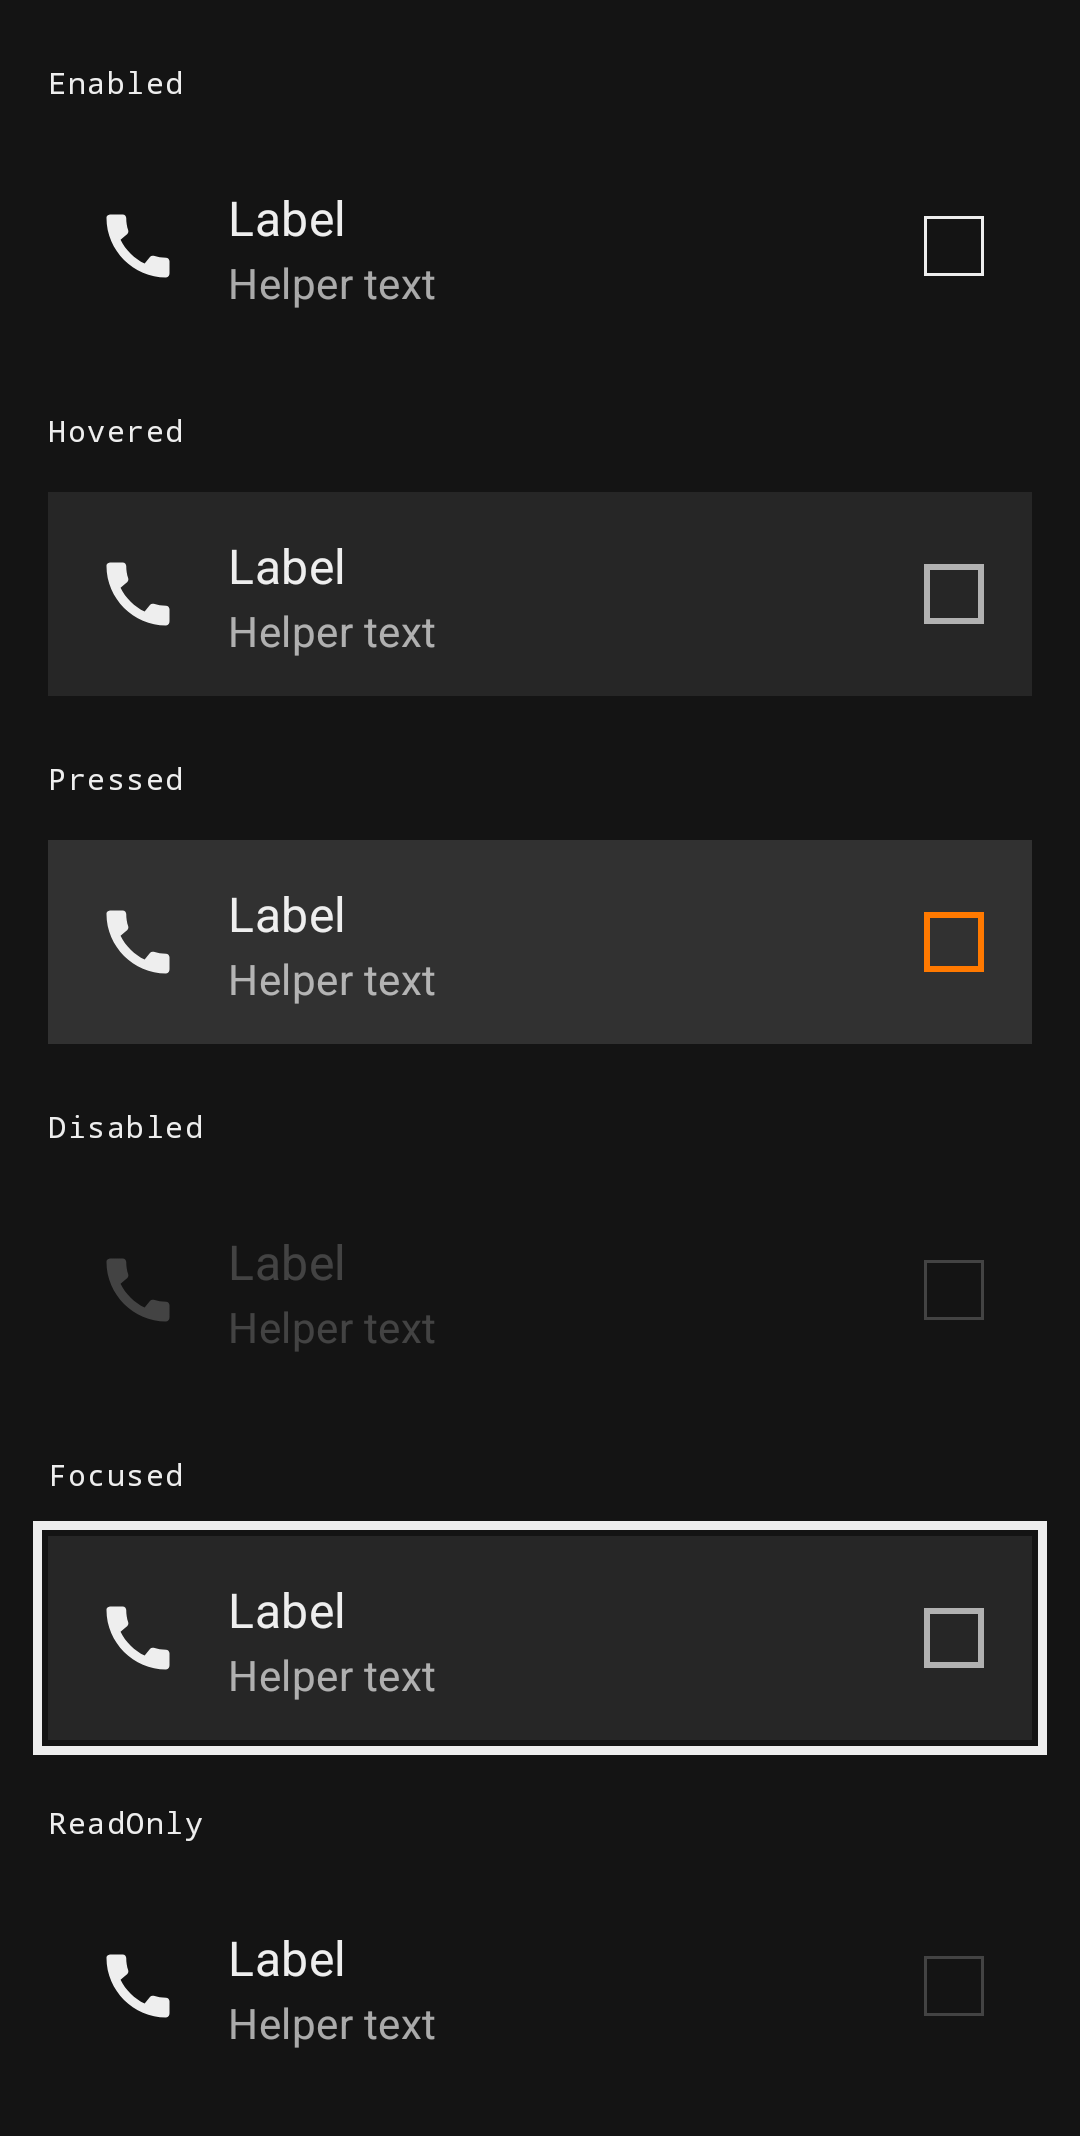 Enabled
Label
Helper text
Hovered
Label
Helper text
Pressed
Label
Helper text
Disabled
Label
Helper text
Focused
Label
Helper text
ReadOnly
Label
Helper text